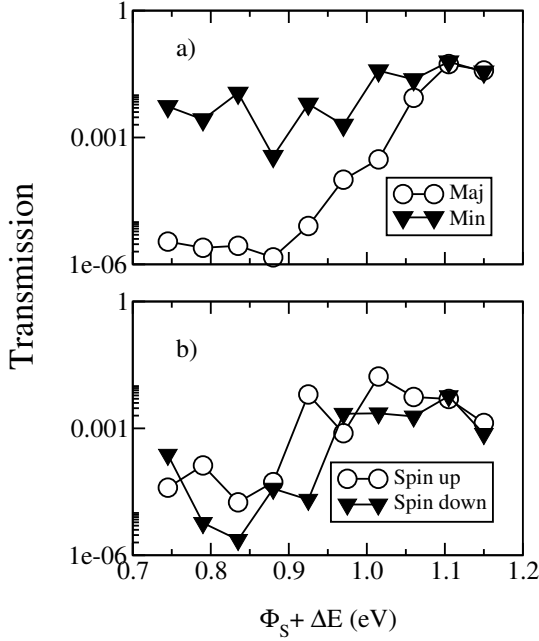 1
a)
0.001
Maj
Min
1e-06
Transmission
1
b)
0.001
Spin up
Spin down
1e-06
0.7 0.8 0.9 1.0 1.1 1.2
Φ_S + ΔE (eV)